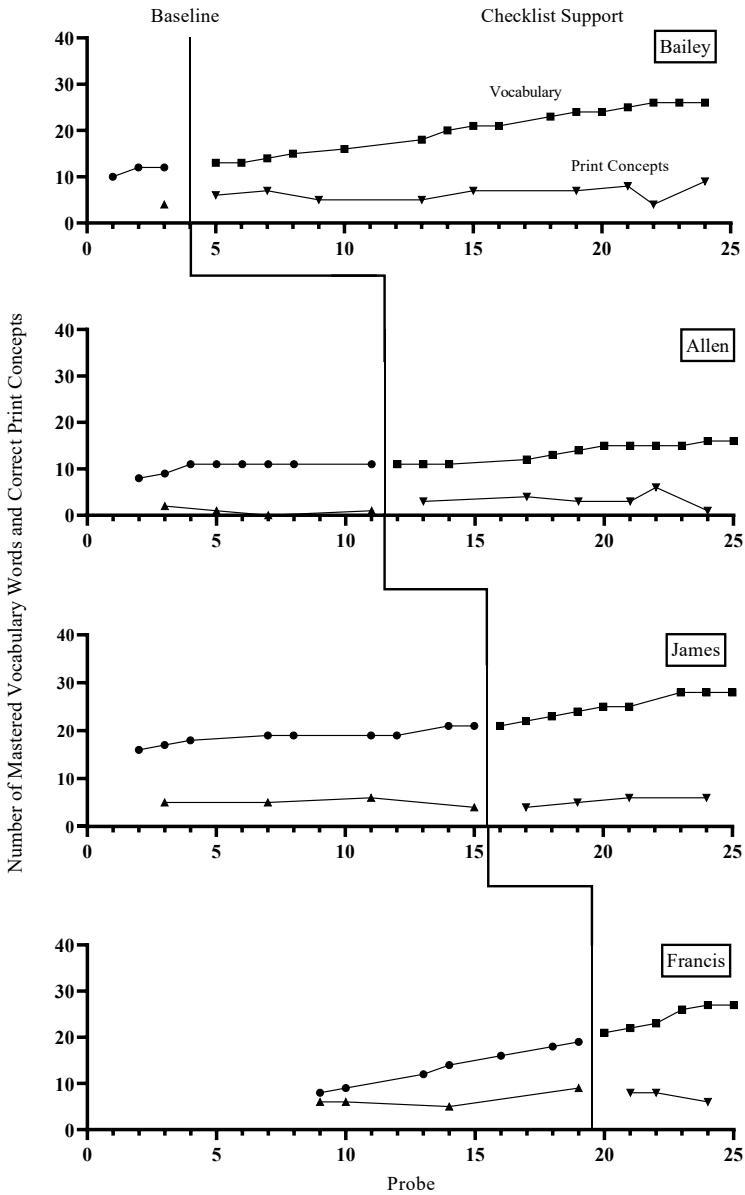 Baseline Checklist Support
40 Bailey
30
Vocabulary
20
Print Concepts
10
0
0 5 10 15 20 25
40 Allen
30
20
10
0
0 5 10 15 20 25
Number of Mastered Vocabulary Words and Correct Print Concepts
40 James
30
20
10
0
0 5 10 15 20 25
40 Francis
30
20
10
0
0 5 10 15 20 25
Probe